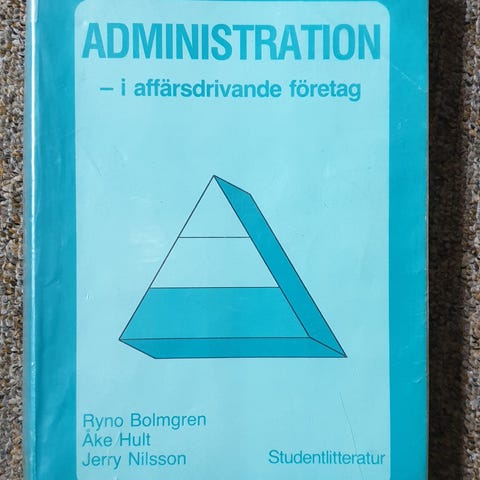 ADMINISTRATION
– i affärsdrivande företag
Ryno Bolmgren
Åke Hult
Jerry Nilsson
Studentlitteratur